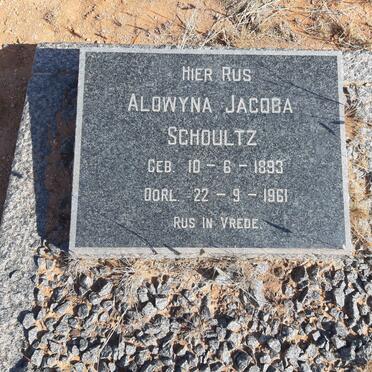 HIER RUS
ALOWYNA JACOBA
SCHOULTZ
GEB. 10 - 6 - 1893
OORL. 22 - 9 - 1961
RUS IN VREDE.